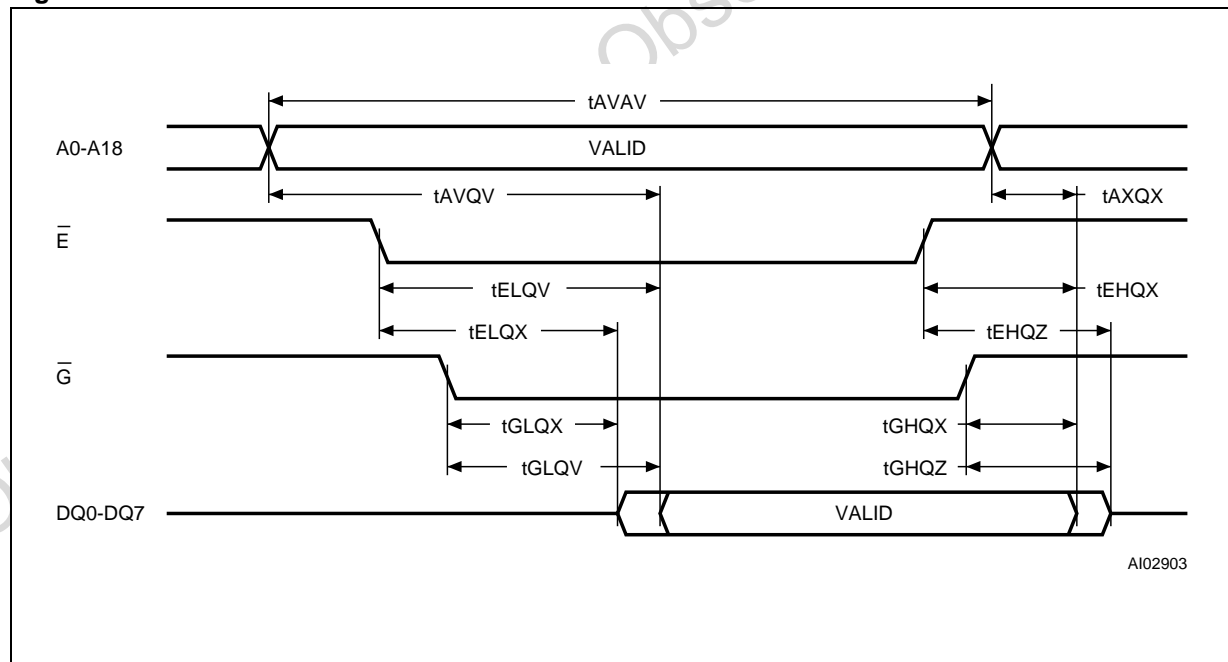 tAVAV
A0-A18
VALID
tAVQV
tAXQX
E
tELQV
tEHQX
tELQX
tEHQZ
G
tGLQX
tGHQX
tGLQV
tGHQZ
DQ0-DQ7
VALID
AI02903